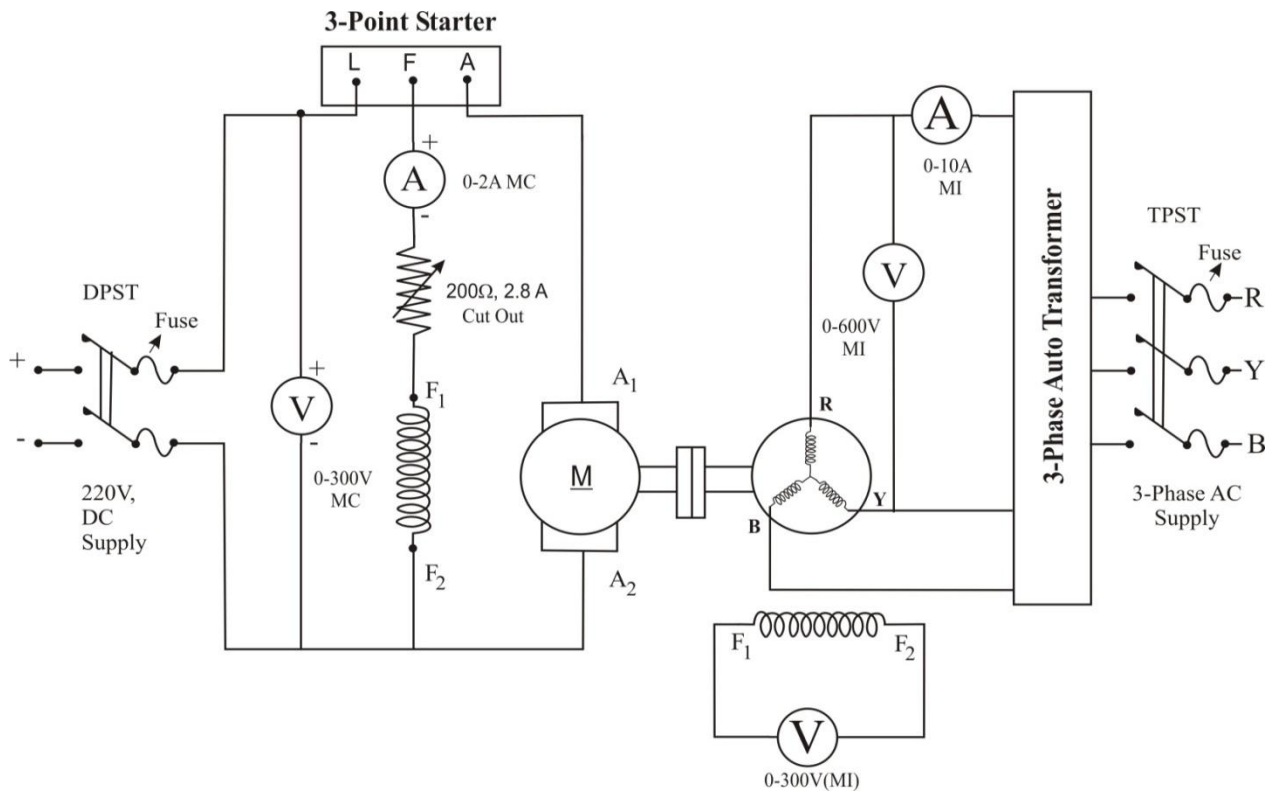 3-Point Starter
L F A
+
A
0-2A MC
-
200Ω, 2.8 A
Cut Out
DPST
Fuse
+
-
220V,
DC
Supply
+
V
-
0-300V
MC
F1
F2
A1
M
A2
A
0-10A
MI
V
0-600V
MI
R
Y
B
3-Phase Auto Transformer
TPST
Fuse
R
Y
B
3-Phase AC
Supply
F1 F2
V
0-300V(MI)